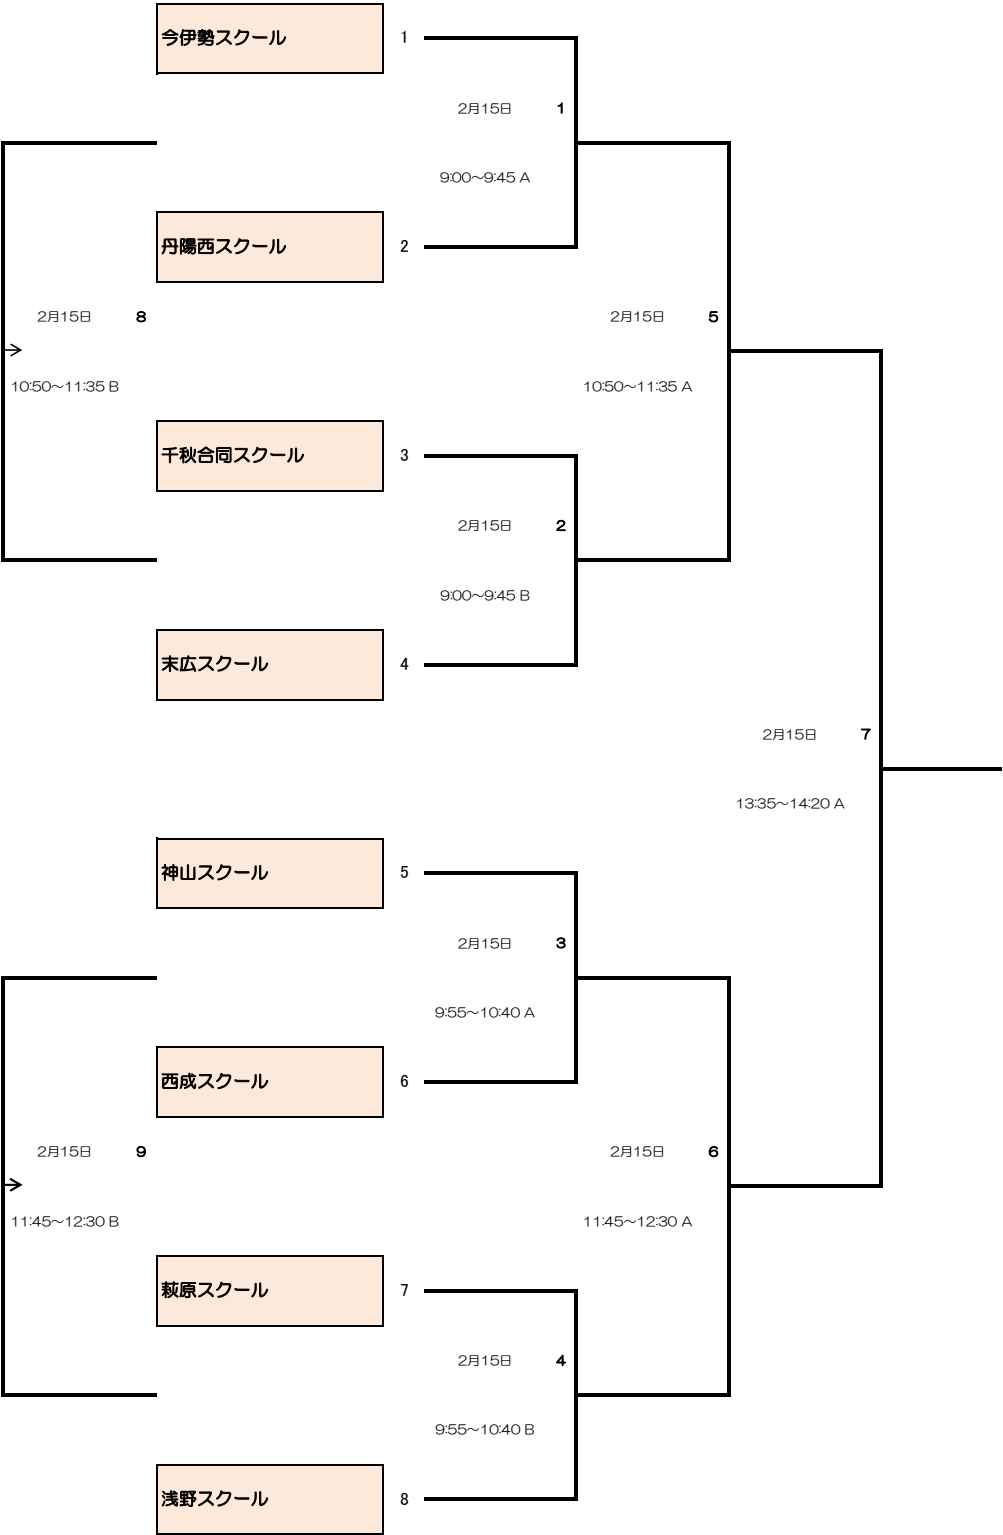 今伊勢スクール 1
2月15日 1
9:00～9:45 A
丹陽西スクール 2
2月15日 8
2月15日 5
10:50～11:35 B
10:50～11:35 A
千秋合同スクール 3
2月15日 2
9:00～9:45 B
末広スクール 4
2月15日 7
13:35～14:20 A
神山スクール 5
2月15日 3
9:55～10:40 A
西成スクール 6
2月15日 9
2月15日 6
11:45～12:30 B
11:45～12:30 A
萩原スクール 7
2月15日 4
9:55～10:40 B
浅野スクール 8